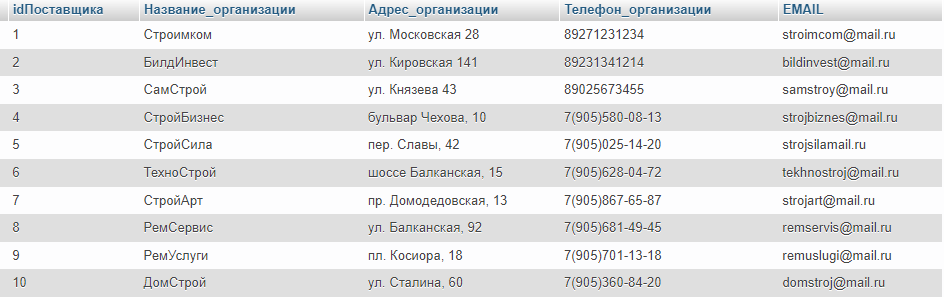 idПоставщика Название_организации Адрес_организации Телефон_организации EMAIL
1 Строимком ул. Московская 28 89271231234 stroimcom@mail.ru
2 БилдИнвест ул. Кировская 141 89231341214 bildinvest@mail.ru
3 СамСтрой ул. Князева 43 89025673455 samstroy@mail.ru
4 СтройБизнес бульвар Чехова, 10 7(905)580-08-13 strojbiznes@mail.ru
5 СтройСила пер. Славы, 42 7(905)025-14-20 strojsilamail.ru
6 ТехноСтрой шоссе Балканская, 15 7(905)628-04-72 tekhnostroj@mail.ru
7 СтройАрт пр. Домодедовская, 13 7(905)867-65-87 strojart@mail.ru
8 РемСервис ул. Балканская, 92 7(905)681-49-45 remservis@mail.ru
9 РемУслуги пл. Косиора, 18 7(905)701-13-18 remuslugi@mail.ru
10 ДомСтрой ул. Сталина, 60 7(905)360-84-20 domstroj@mail.ru